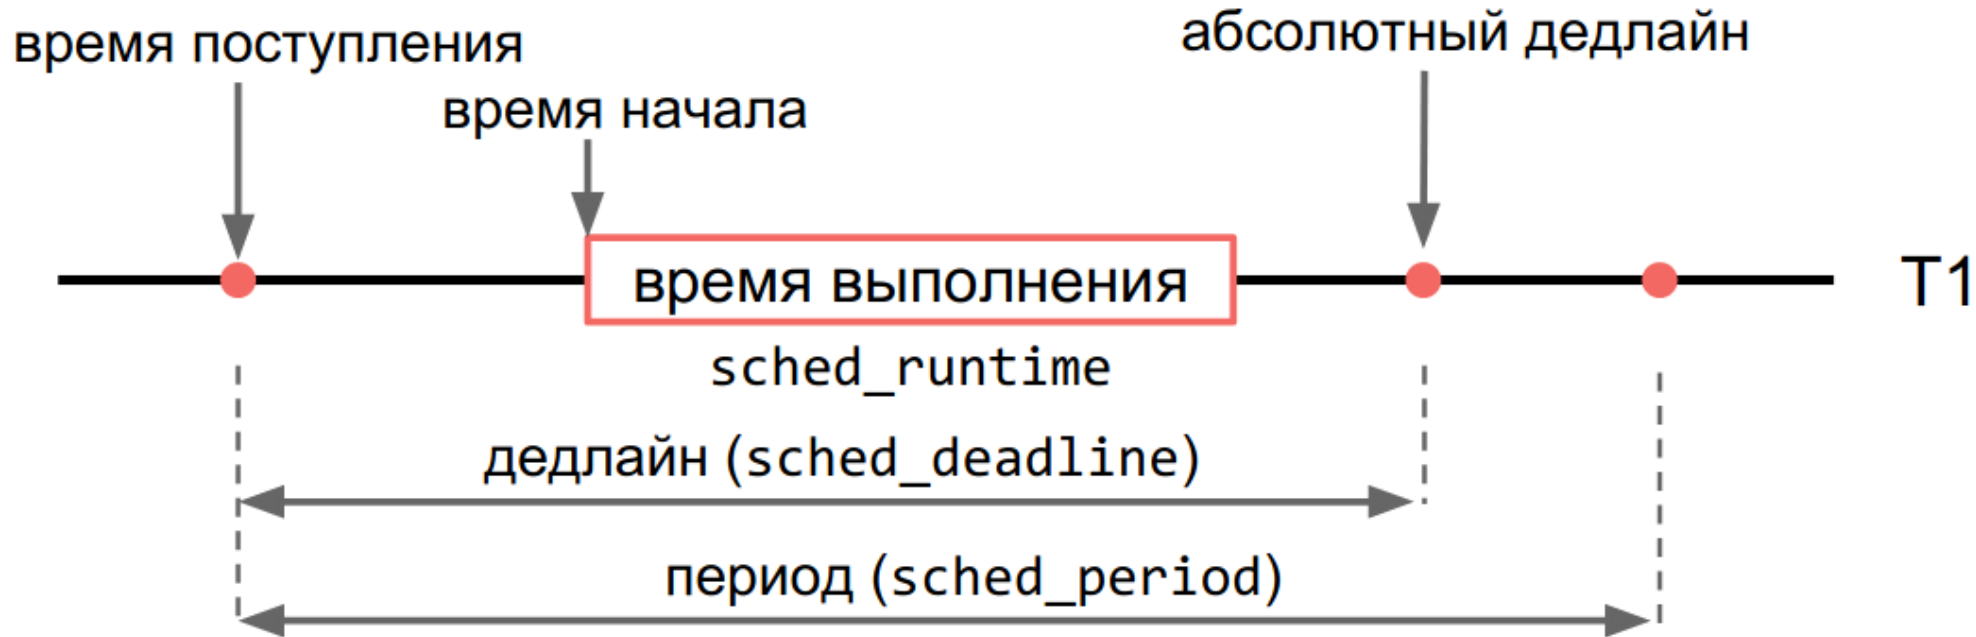 время поступления
абсолютный дедлайн
время начала
время выполнения
T1
sched_runtime
дедлайн (sched_deadline)
период (sched_period)